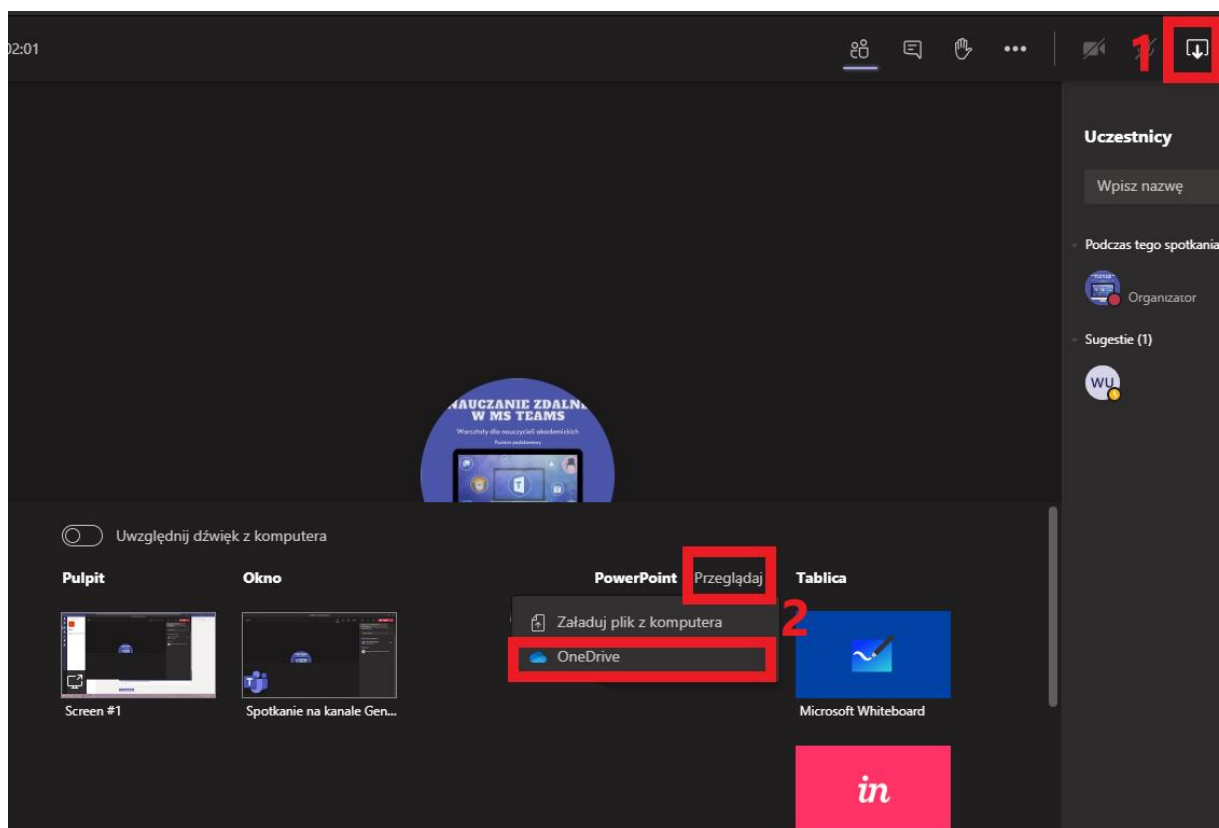 02:01
1
Uczestnicy
Wpisz nazwę
Podczas tego spotkania
Organizator
Sugestie (1)
WU
NAUCZANIE ZDALNE
W MS TEAMS
Warsztaty dla nauczycieli akademickich
Poziom podstawowy
Uwzględnij dźwięk z komputera
Pulpit
Okno
PowerPoint
Przeglądaj
Tablica
2
Załaduj plik z komputera
OneDrive
Screen #1
Spotkanie na kanale Gen...
Microsoft Whiteboard
in